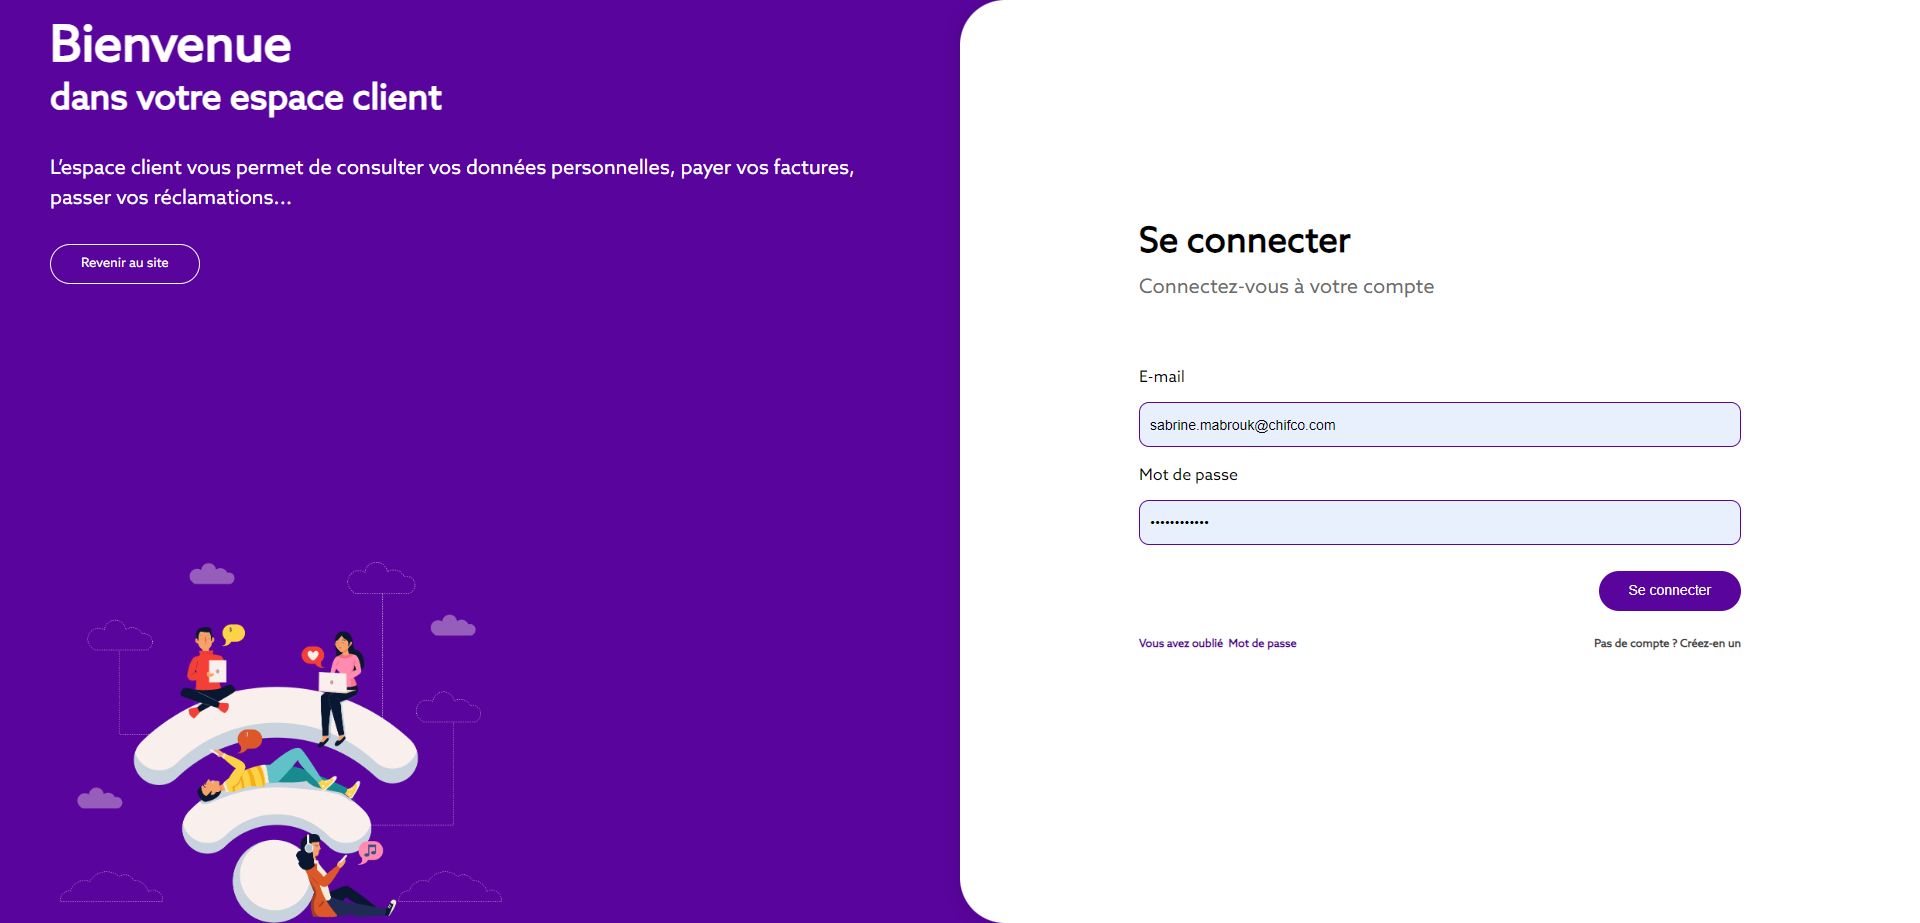 Bienvenue
dans votre espace client
L'espace client vous permet de consulter vos données personnelles, payer vos factures,
passer vos réclamations...
Revenir au site
Se connecter
Connectez-vous à votre compte
E-mail
sabrine.mabrouk@chifco.com
Mot de passe
••••••••••••
Se connecter
Vous avez oublié Mot de passe
Pas de compte ? Créez-en un